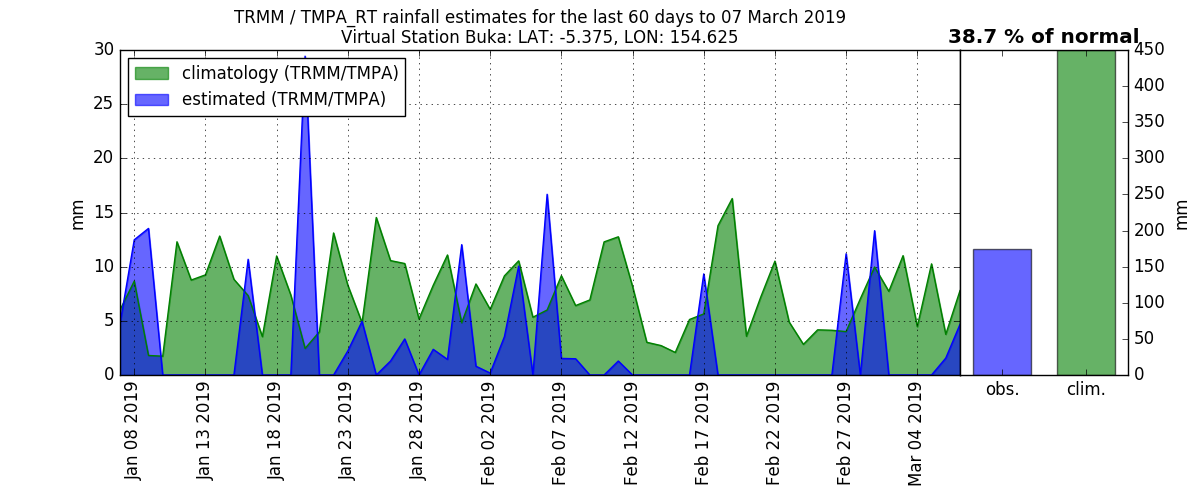 TRMM / TMPA_RT rainfall estimates for the last 60 days to 07 March 2019
Virtual Station Buka: LAT: -5.375, LON: 154.625
38.7 % of normal
climatology (TRMM/TMPA)
estimated (TRMM/TMPA)
mm
30
25
20
15
10
5
0
Jan 08 2019
Jan 13 2019
Jan 18 2019
Jan 23 2019
Jan 28 2019
Feb 02 2019
Feb 07 2019
Feb 12 2019
Feb 17 2019
Feb 22 2019
Feb 27 2019
Mar 04 2019
obs.
clim.
450
400
350
300
250
200
150
100
50
0
mm